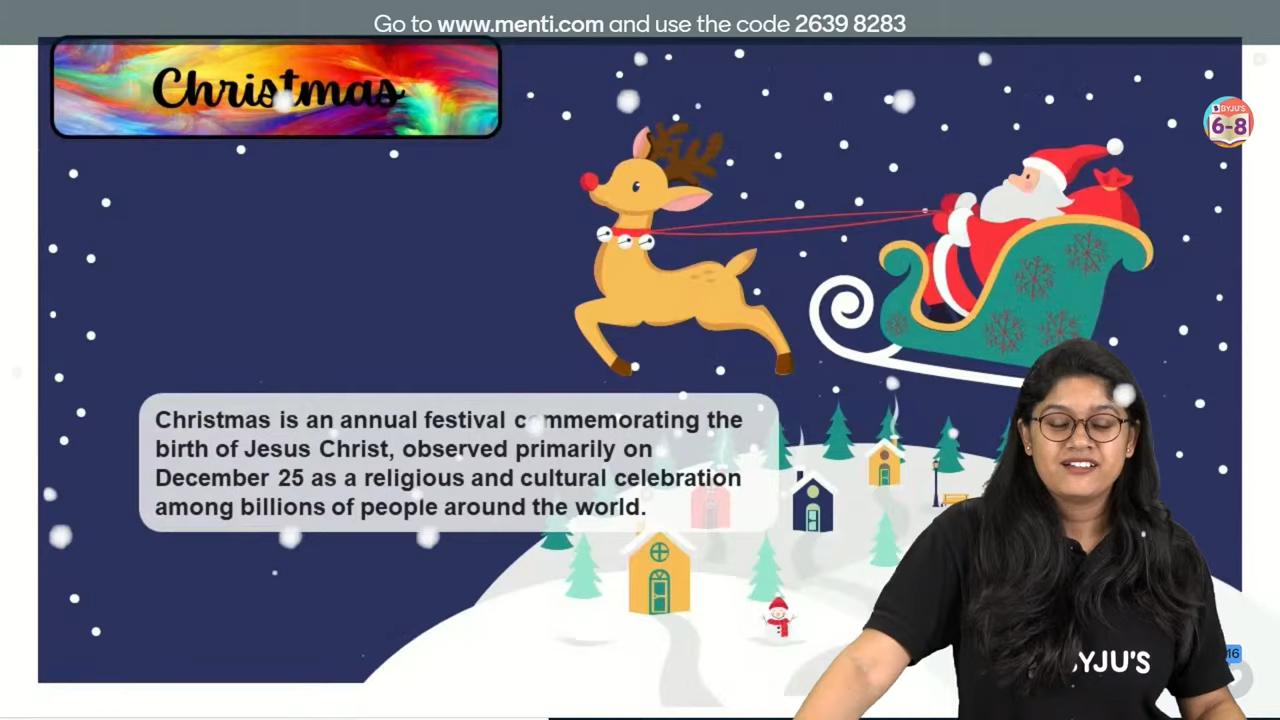 Go to www.menti.com and use the code 2639 8283
Christmas
BYJU'S
6-8
Christmas is an annual festival commemorating the
birth of Jesus Christ, observed primarily on
December 25 as a religious and cultural celebration
among billions of people around the world.
BYJU'S
16